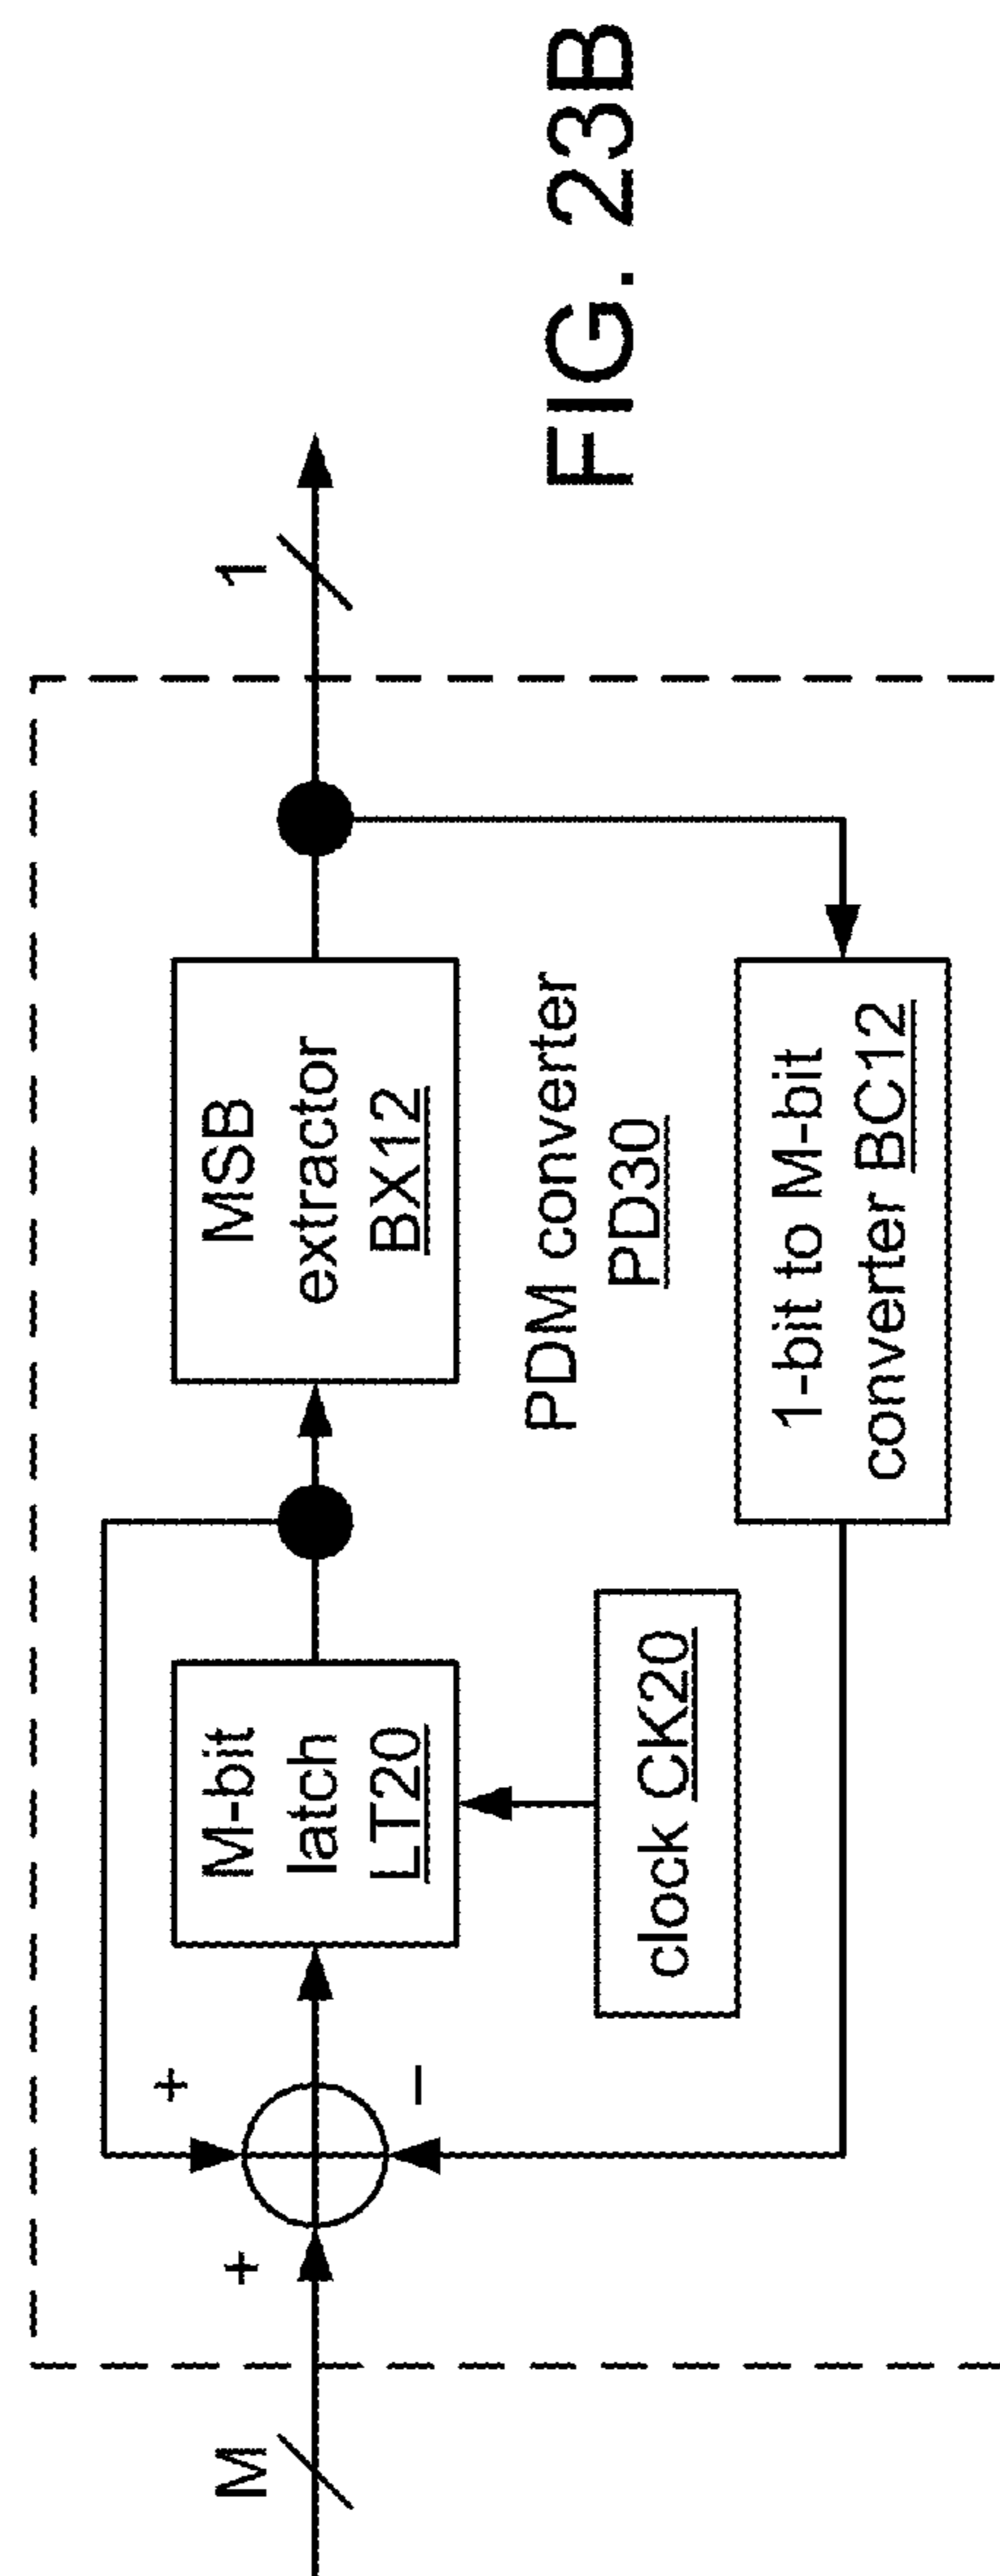 M
+
+
−
M-bit
latch
LT20
clock CK20
MSB
extractor
BX12
PDM converter
PD30
1-bit to M-bit
converter BC12
1
FIG. 23B